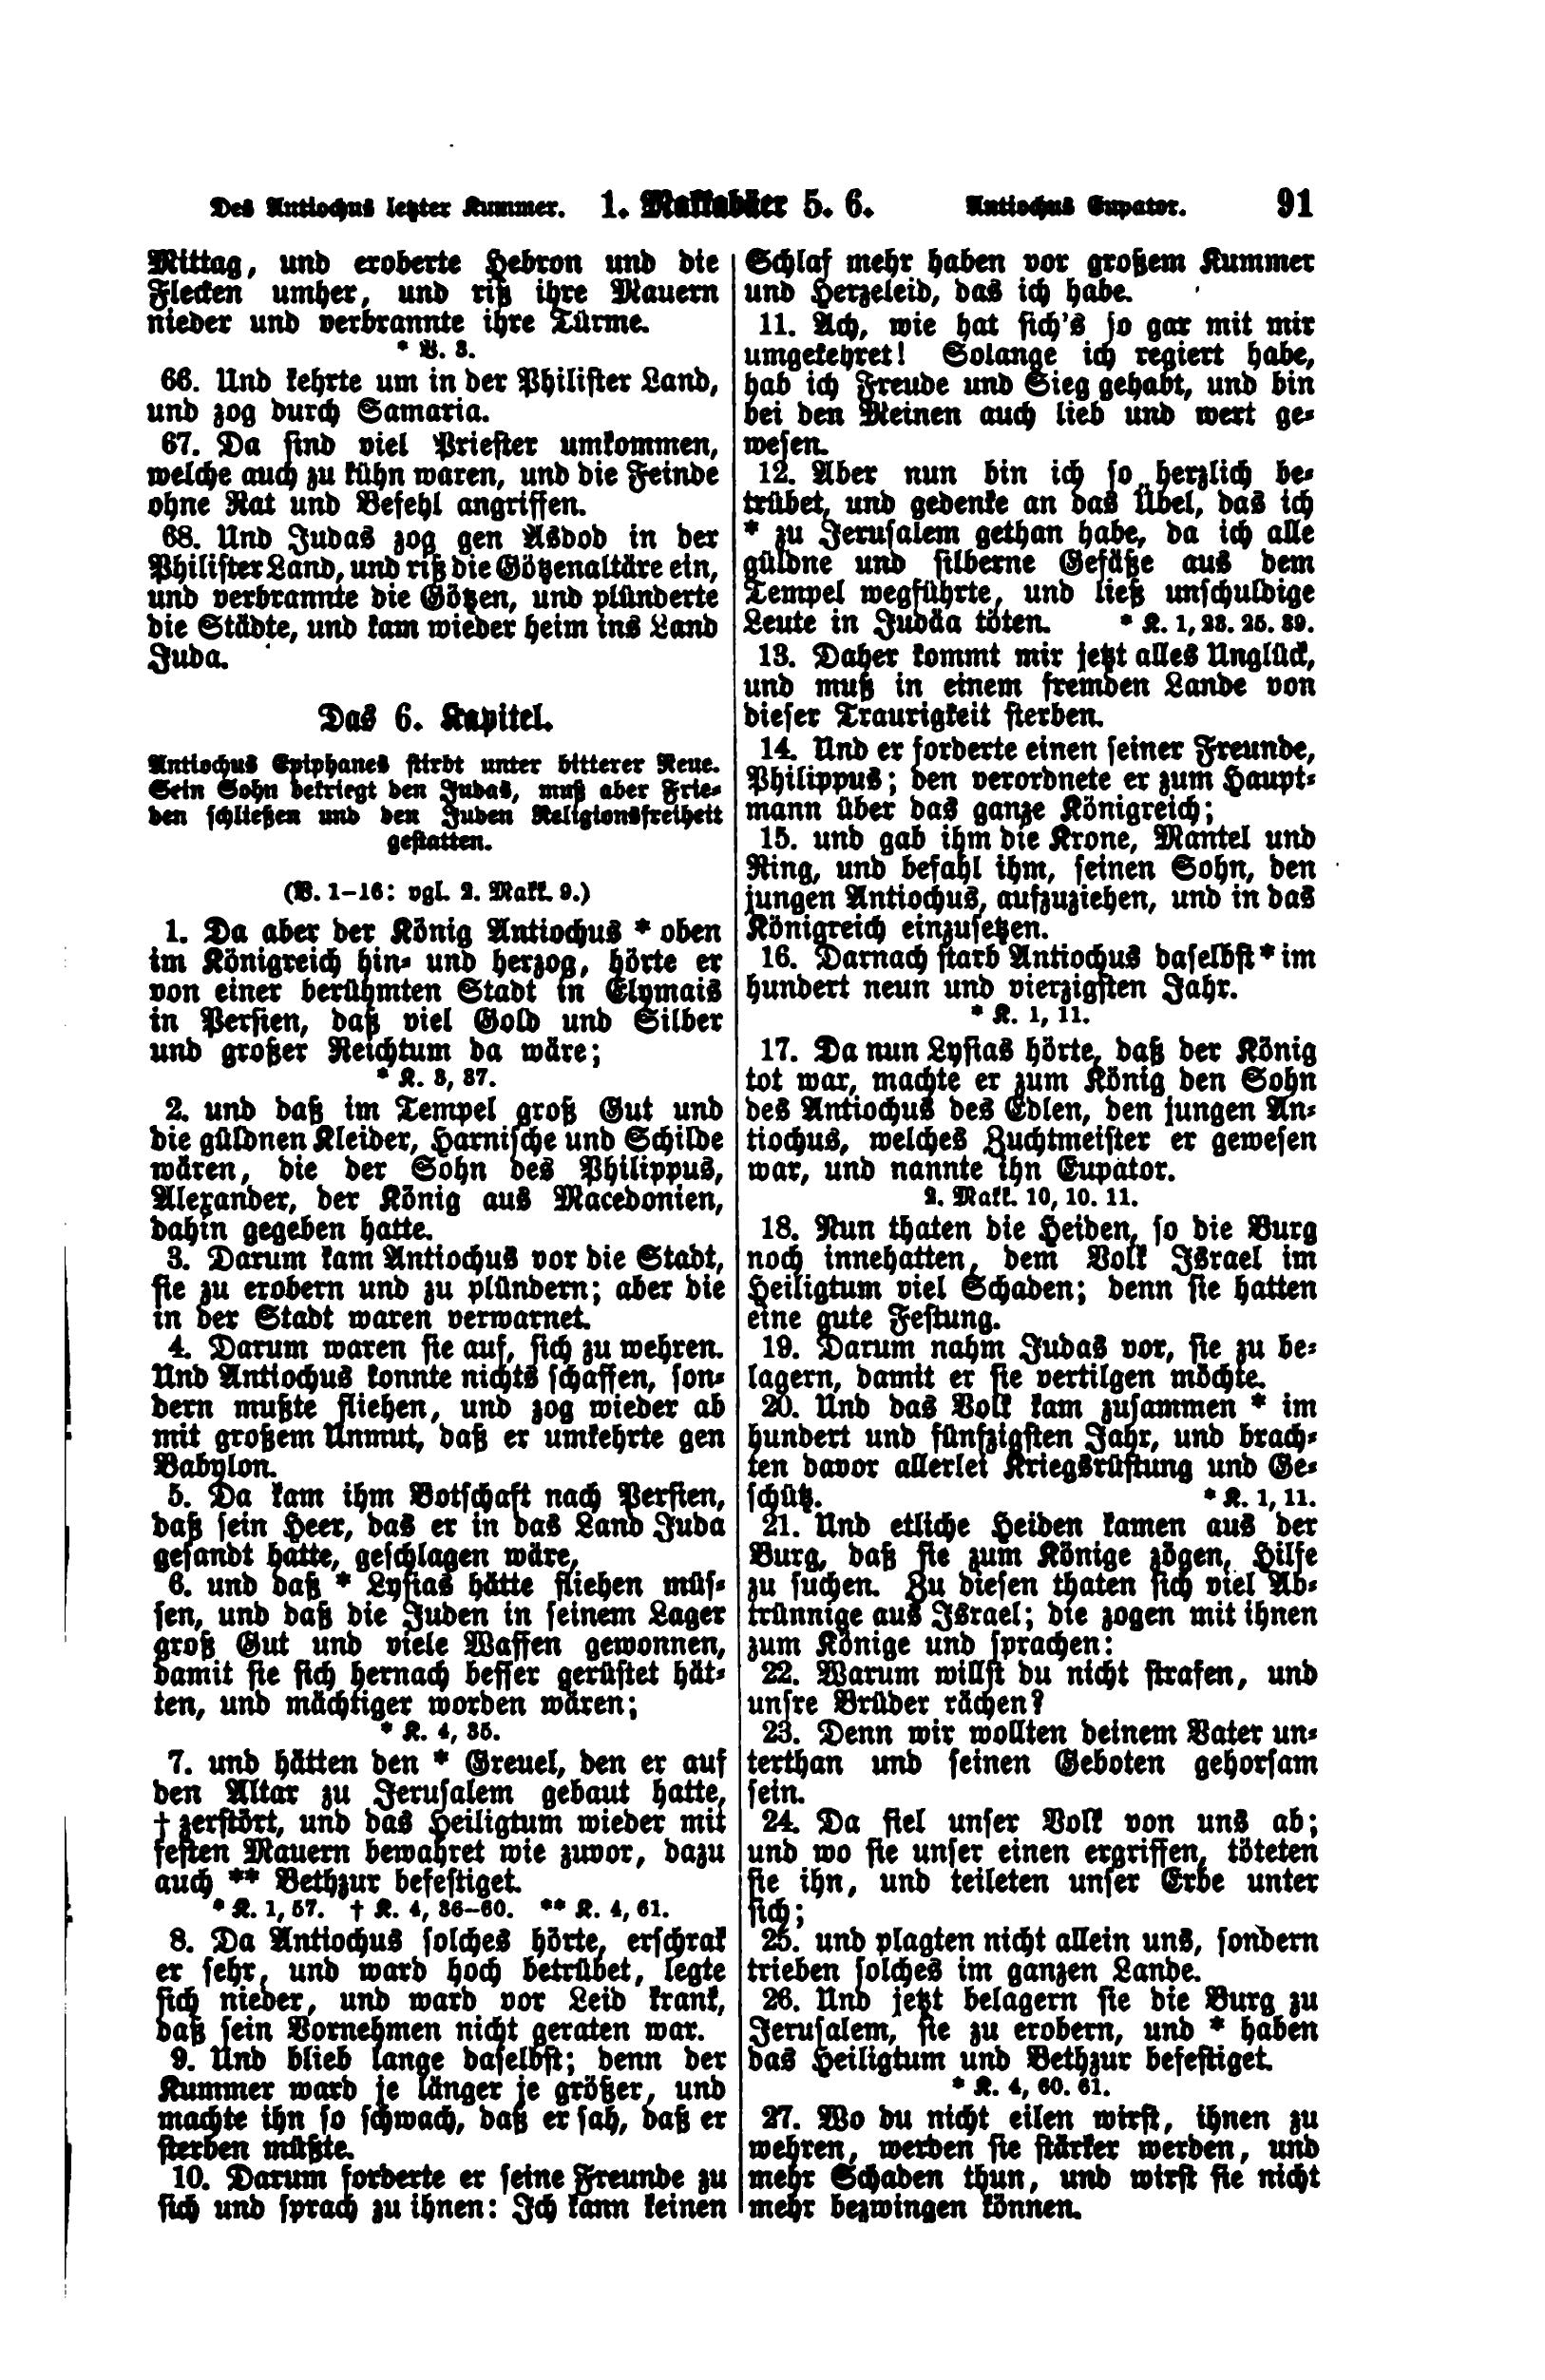 Des Antiochus letzter Kummer. 1. Makkabäer 5. 6. Antiochus Eupator. 91
Mittag, und eroberte Hebron und die
Flecken umher, und riß ihre Mauern
nieder und verbrannte ihre Türme.
* V. 3.
66. Und kehrte um in der Philister Land,
und zog durch Samaria.
67. Da sind viel Priester umkommen,
welche auch zu kühn waren, und die Feinde
ohne Rat und Befehl angriffen.
68. Und Judas zog gen Asdod in der
Philister Land, und riß die Götzenaltäre ein,
und verbrannte die Götzen, und plünderte
die Städte, und kam wieder heim ins Land
Juda.
Das 6. Kapitel.
Antiochus Epiphanes stirbt unter bitterer Reue.
Sein Sohn bekriegt den Judas, muß aber Frie-
den schließen und den Juden Religionsfreiheit
gestatten.
(V. 1-16: vgl. 2. Makk. 9.)
1. Da aber der König Antiochus * oben
im Königreich hin- und herzog, hörte er
von einer berühmten Stadt in Elymais
in Persien, daß viel Gold und Silber
und großer Reichtum da wäre;
* K. 3, 37.
2. und daß im Tempel groß Gut und
die güldnen Kleider, Harnische und Schilde
wären, die der Sohn des Philippus,
Alexander, der König aus Macedonien,
dahin gegeben hatte.
3. Darum kam Antiochus vor die Stadt,
sie zu erobern und zu plündern; aber die
in der Stadt waren verwarnet.
4. Darum waren sie auf, sich zu wehren.
Und Antiochus konnte nichts schaffen, son-
dern mußte fliehen, und zog wieder ab
mit großem Unmut, daß er umkehrte gen
Babylon.
5. Da kam ihm Botschaft nach Persien,
daß sein Heer, das er in das Land Juda
gesandt hatte, geschlagen wäre,
6. und daß * Lysias hätte fliehen müs-
sen, und daß die Juden in seinem Lager
groß Gut und viele Waffen gewonnen,
damit sie sich hernach besser gerüstet hät-
ten, und mächtiger worden wären;
* K. 4, 35.
7. und hätten den * Greuel, den er auf
den Altar zu Jerusalem gebaut hatte,
† zerstört, und das Heiligtum wieder mit
festen Mauern bewahret wie zuvor, dazu
auch ** Bethzur befestiget.
* K. 1, 57. † K. 4, 36-60. ** K. 4, 61.
8. Da Antiochus solches hörte, erschrak
er sehr, und ward hoch betrübet, legte
sich nieder, und ward vor Leid krank,
daß sein Vornehmen nicht geraten war.
9. Und blieb lange daselbst; denn der
Kummer ward je länger je größer, und
machte ihn so schwach, daß er sah, daß er
sterben müßte.
10. Darum forderte er seine Freunde zu
sich und sprach zu ihnen: Ich kann keinen
Schlaf mehr haben vor großem Kummer
und Herzeleid, das ich habe.
11. Ach, wie hat sich's so gar mit mir
umgekehret! Solange ich regiert habe,
hab ich Freude und Sieg gehabt, und bin
bei den Meinen auch lieb und wert ge-
wesen.
12. Aber nun bin ich so herzlich be-
trübet, und gedenke an das Übel, das ich
* zu Jerusalem gethan habe, da ich alle
güldne und silberne Gefäße aus dem
Tempel wegführte, und ließ unschuldige
Leute in Judäa töten. * K. 1, 23. 25. 39.
13. Daher kommt mir jetzt alles Unglück,
und muß in einem fremden Lande von
dieser Traurigkeit sterben.
14. Und er forderte einen seiner Freunde,
Philippus; den verordnete er zum Haupt-
mann über das ganze Königreich;
15. und gab ihm die Krone, Mantel und
Ring, und befahl ihm, seinen Sohn, den
jungen Antiochus, aufzuziehen, und in das
Königreich einzusetzen.
16. Darnach starb Antiochus daselbst * im
hundert neun und vierzigsten Jahr.
* K. 1, 11.
17. Da nun Lysias hörte, daß der König
tot war, machte er zum König den Sohn
des Antiochus des Edlen, den jungen An-
tiochus, welches Zuchtmeister er gewesen
war, und nannte ihn Eupator.
2. Makk. 10, 10. 11.
18. Nun thaten die Heiden, so die Burg
noch innehatten, dem Volk Israel im
Heiligtum viel Schaden; denn sie hatten
eine gute Festung.
19. Darum nahm Judas vor, sie zu be-
lagern, damit er sie vertilgen möchte.
20. Und das Volk kam zusammen * im
hundert und fünfzigsten Jahr, und brach-
ten davor allerlei Kriegsrüstung und Ge-
schütz. * K. 1, 11.
21. Und etliche Heiden kamen aus der
Burg, daß sie zum Könige zögen, Hilfe
zu suchen. Zu diesen thaten sich viel Ab-
trünnige aus Israel; die zogen mit ihnen
zum Könige und sprachen:
22. Warum willst du nicht strafen, und
unsre Brüder rächen?
23. Denn wir wollten deinem Vater un-
terthan und seinen Geboten gehorsam
sein.
24. Da fiel unser Volk von uns ab;
und wo sie unser einen ergriffen, töteten
sie ihn, und teileten unser Erbe unter
sich;
25. und plagten nicht allein uns, sondern
trieben solches im ganzen Lande.
26. Und jetzt belagern sie die Burg zu
Jerusalem, sie zu erobern, und * haben
das Heiligtum und Bethzur befestiget.
* K. 4, 60. 61.
27. Wo du nicht eilen wirst, ihnen zu
wehren, werden sie stärker werden, und
mehr Schaden thun, und wirst sie nicht
mehr bezwingen können.